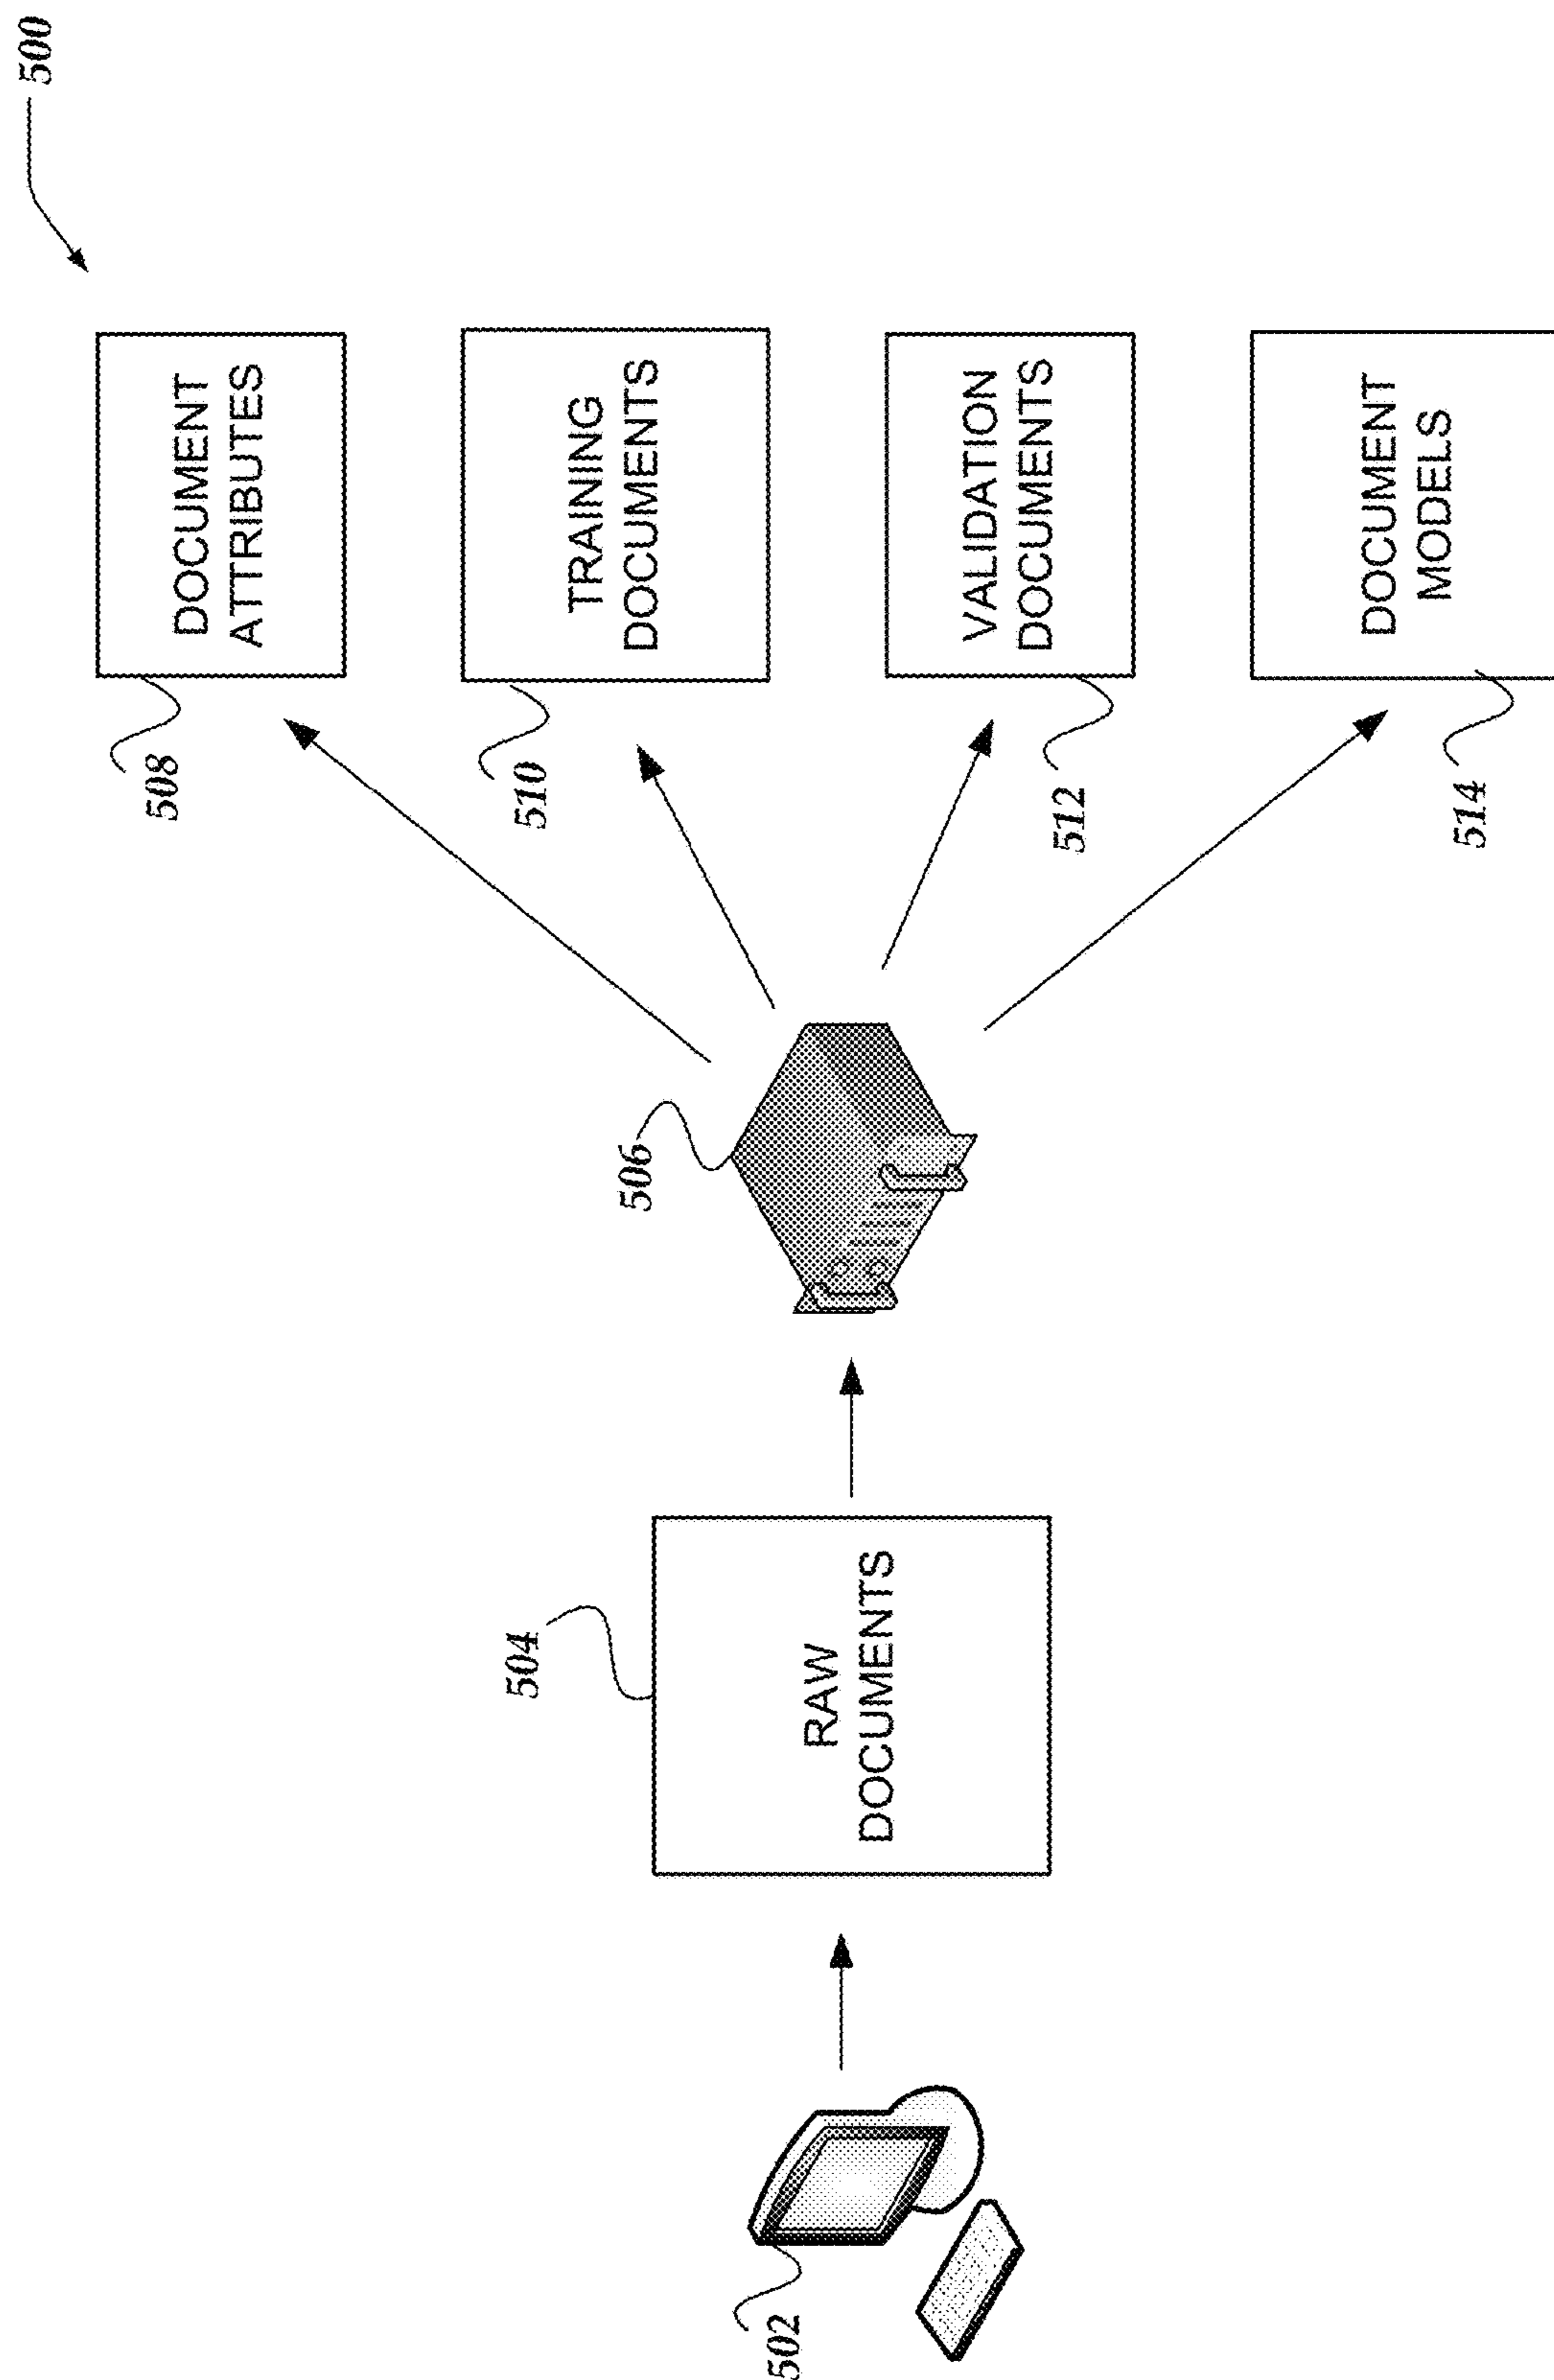 500
DOCUMENT
ATTRIBUTES
508
TRAINING
DOCUMENTS
510
506
VALIDATION
DOCUMENTS
512
DOCUMENT
MODELS
514
504
RAW
DOCUMENTS
502